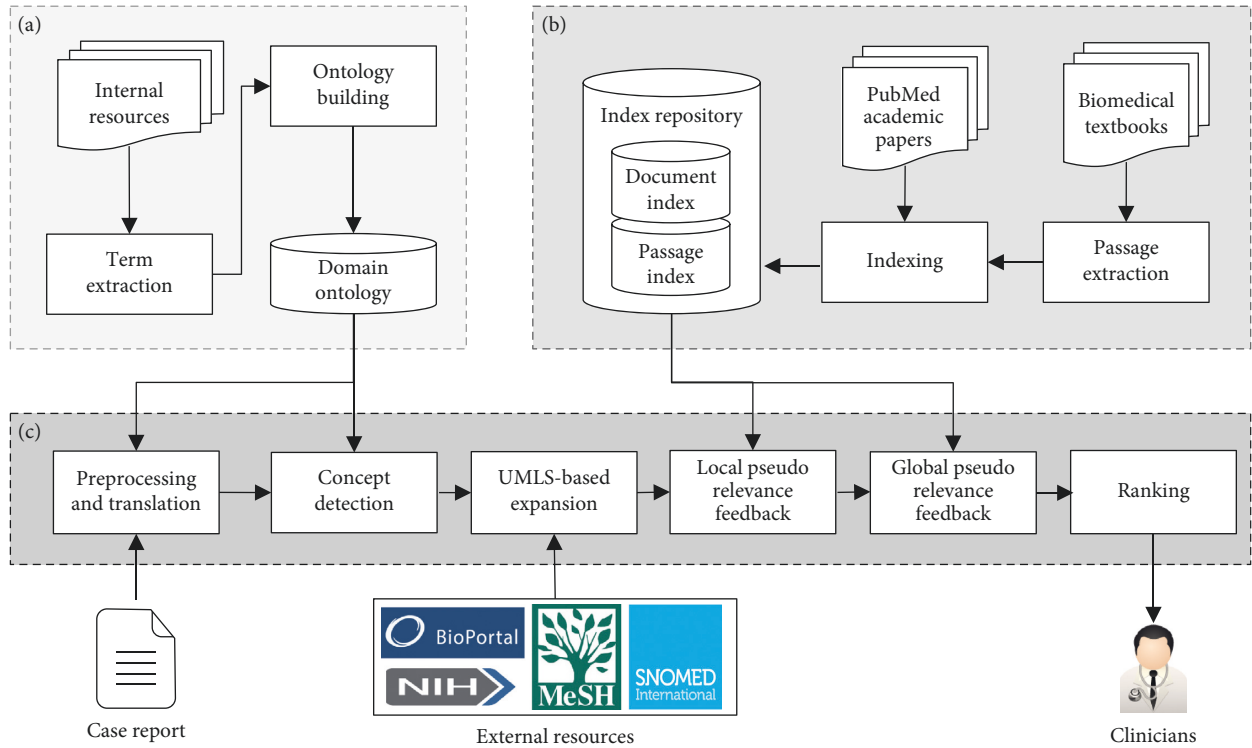 (a)
Internal
resources
Ontology
building
Term
extraction
Domain
ontology
(b)
Index repository
Document
index
Passage
index
PubMed
academic
papers
Biomedical
textbooks
Indexing
Passage
extraction
(c)
Preprocessing
and translation
Concept
detection
UMLS-based
expansion
Local pseudo
relevance
feedback
Global pseudo
relevance
feedback
Ranking
Case report
BioPortal
NIH
MeSH
SNOMED
International
External resources
Clinicians